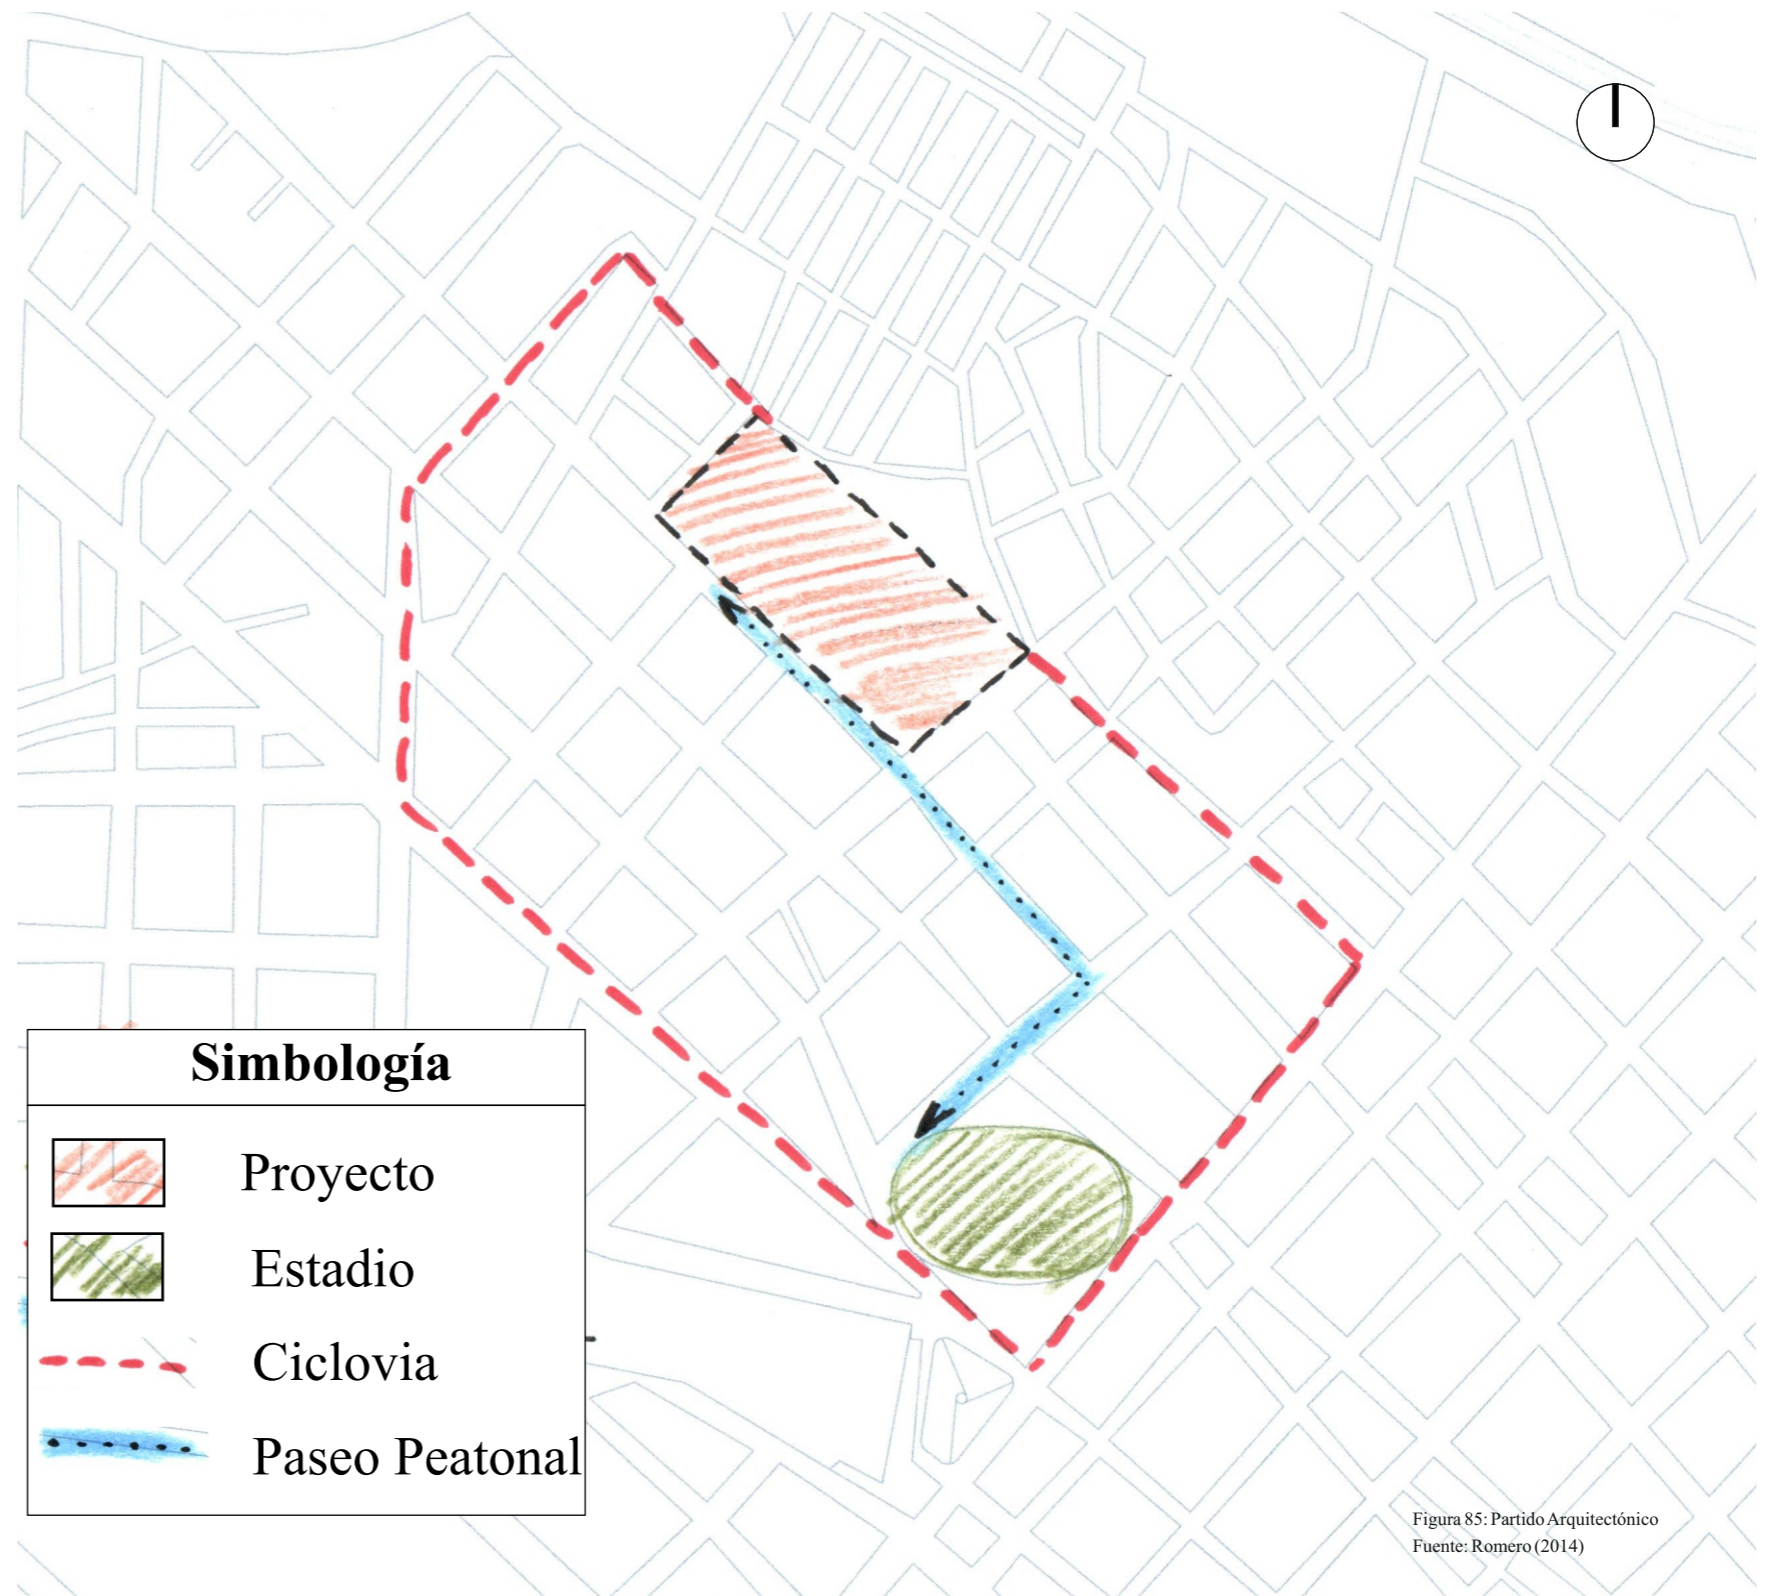 Simbología
Proyecto
Estadio
Ciclovia
Paseo Peatonal
Figura 85: Partido Arquitectónico
Fuente: Romero (2014)